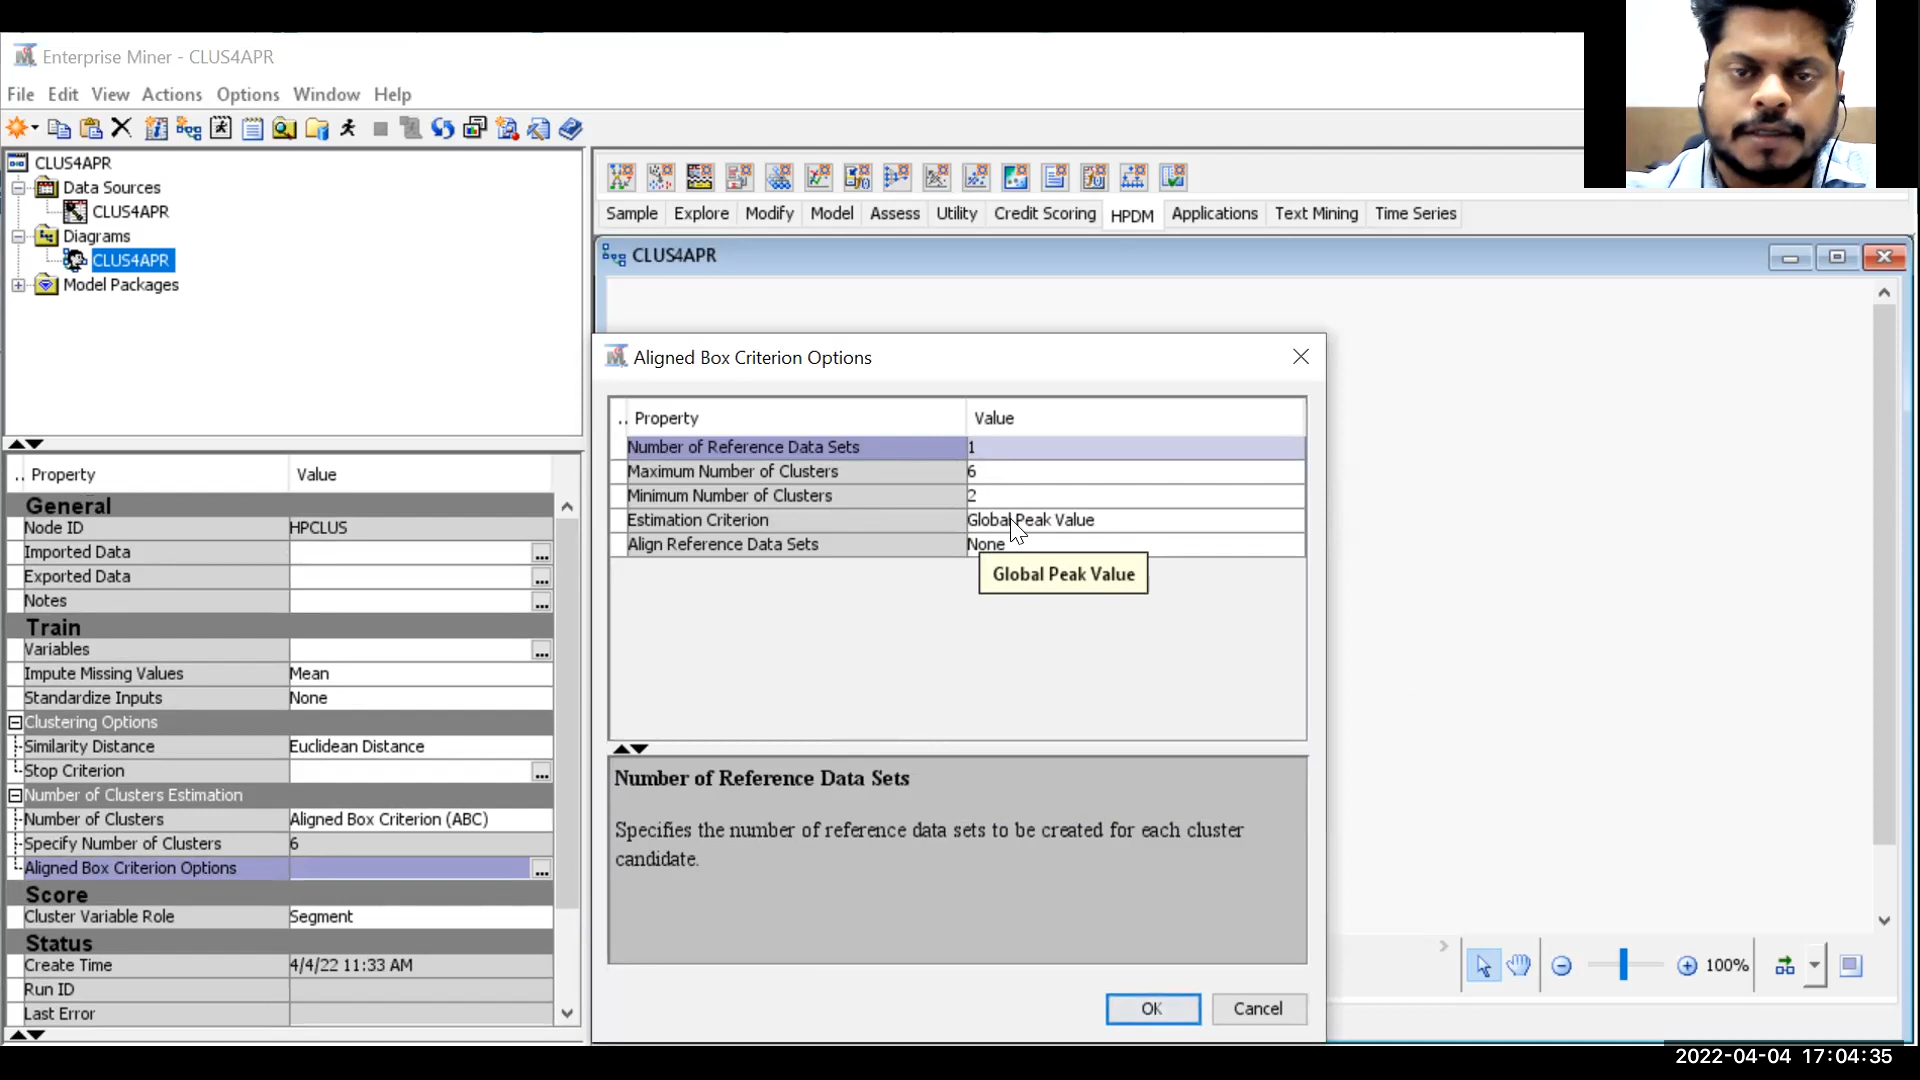 Enterprise Miner - CLUS4APR
File Edit View Actions Options Window Help
CLUS4APR
Data Sources
CLUS4APR
Diagrams
CLUS4APR
Model Packages
Sample Explore Modify Model Assess Utility Credit Scoring HPDM Applications Text Mining Time Series
CLUS4APR
.. Property Value
General
Node ID HPCLUS
Imported Data ...
Exported Data ...
Notes ...
Train
Variables ...
Impute Missing Values Mean
Standardize Inputs None
Clustering Options
Similarity Distance Euclidean Distance
Stop Criterion ...
Number of Clusters Estimation
Number of Clusters Aligned Box Criterion (ABC)
Specify Number of Clusters 6
Aligned Box Criterion Options ...
Score
Cluster Variable Role Segment
Status
Create Time 4/4/22 11:33 AM
Run ID
Last Error
Aligned Box Criterion Options
.. Property Value
Number of Reference Data Sets 1
Maximum Number of Clusters 6
Minimum Number of Clusters 2
Estimation Criterion Global Peak Value
Align Reference Data Sets None
Global Peak Value
Number of Reference Data Sets
Specifies the number of reference data sets to be created for each cluster
candidate.
OK Cancel
100%
2022-04-04 17:04:35